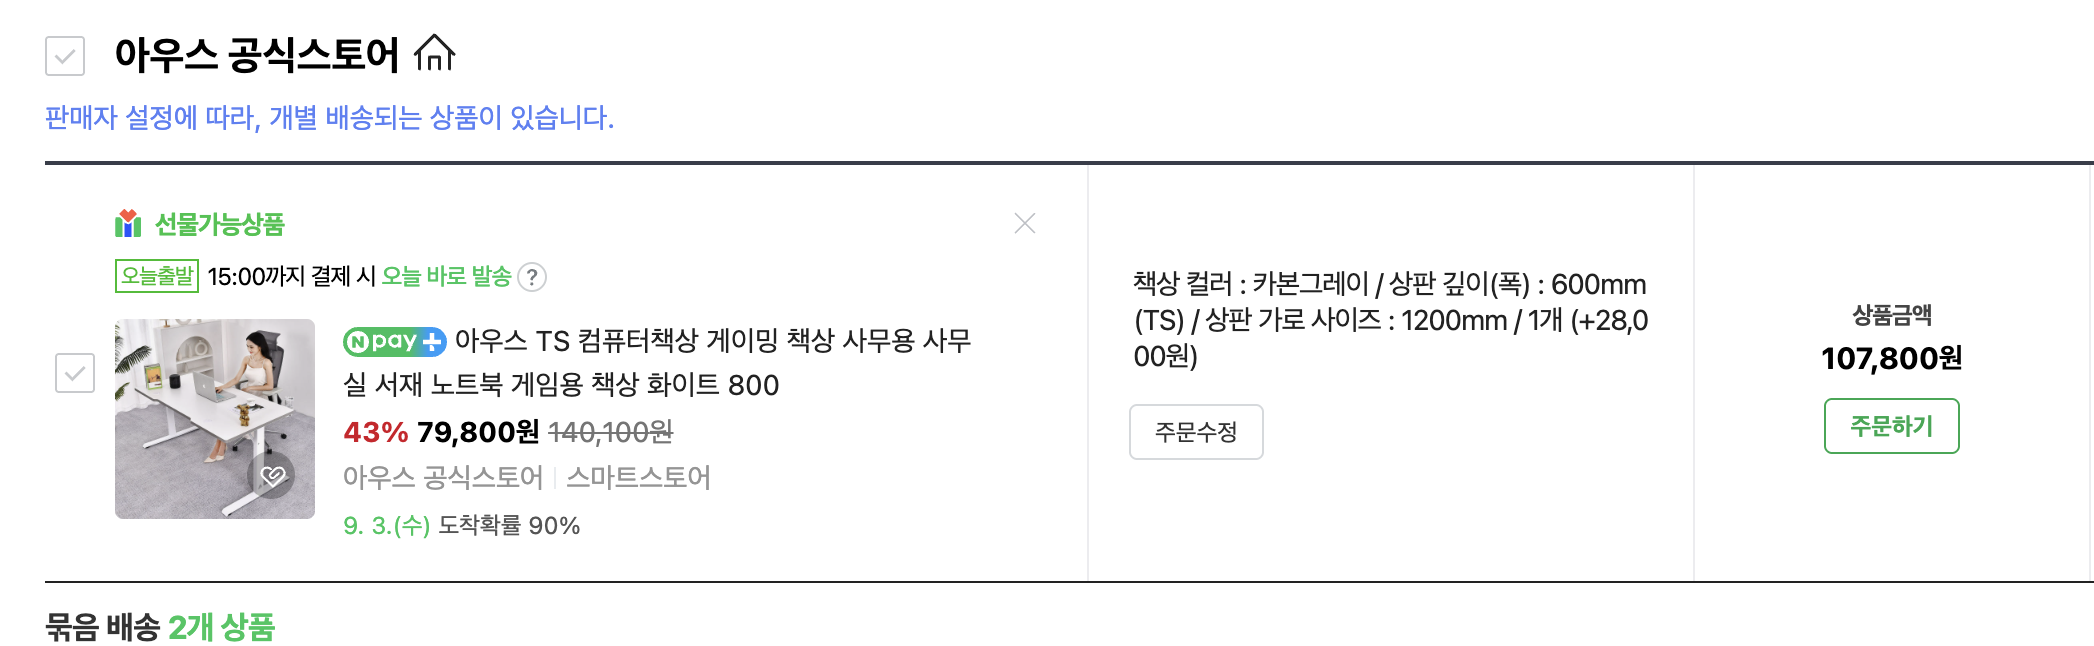 아우스 공식스토어
판매자 설정에 따라, 개별 배송되는 상품이 있습니다.
선물가능상품
오늘출발 15:00까지 결제 시 오늘 바로 발송 ?
N pay + 아우스 TS 컴퓨터책상 게이밍 책상 사무용 사무
실 서재 노트북 게임용 책상 화이트 800
43% 79,800원 140,100원
아우스 공식스토어 | 스마트스토어
9. 3.(수) 도착확률 90%
책상 컬러 : 카본그레이 / 상판 깊이(폭) : 600mm
(TS) / 상판 가로 사이즈 : 1200mm / 1개 (+28,0
00원)
주문수정
상품금액
107,800원
주문하기
묶음 배송 2개 상품